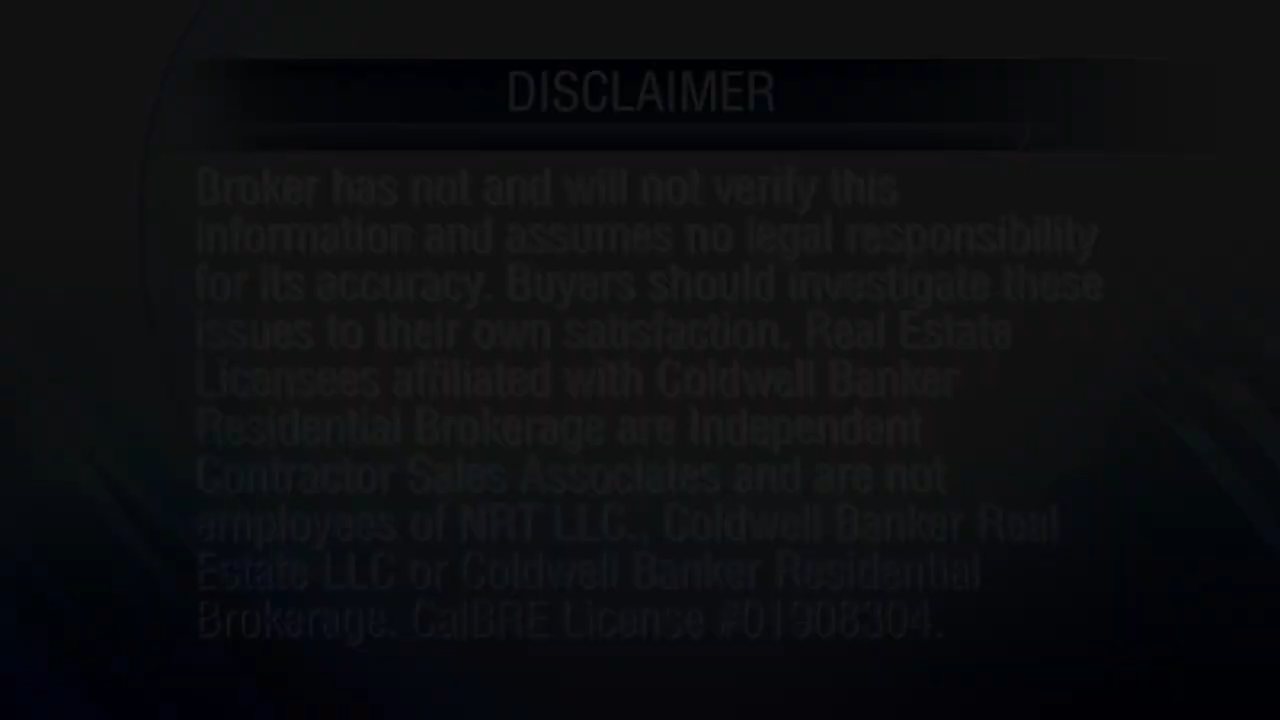 DISCLAIMER
Broker has not and will not verify this
information and assumes no legal responsibility
for its accuracy. Buyers should investigate these
issues to their own satisfaction. Real Estate
Licensees affiliated with Coldwell Banker
Residential Brokerage are Independent
Contractor Sales Associates and are not
employees of NRT LLC., Coldwell Banker Real
Estate LLC or Coldwell Banker Residential
Brokerage. CalBRE License #01908304.